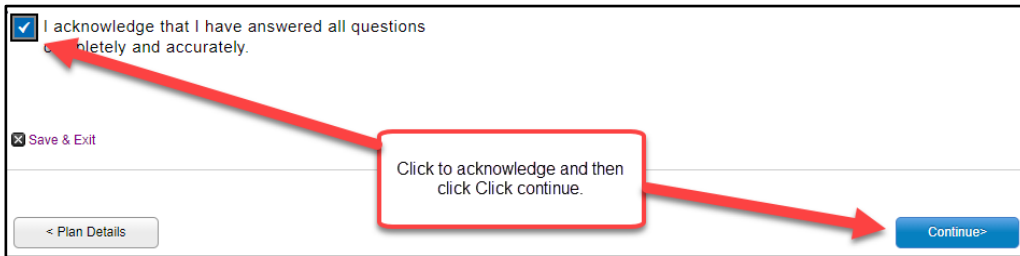 I acknowledge that I have answered all questions
completely and accurately.
Save & Exit
Click to acknowledge and then
click Click continue.
< Plan Details
Continue>